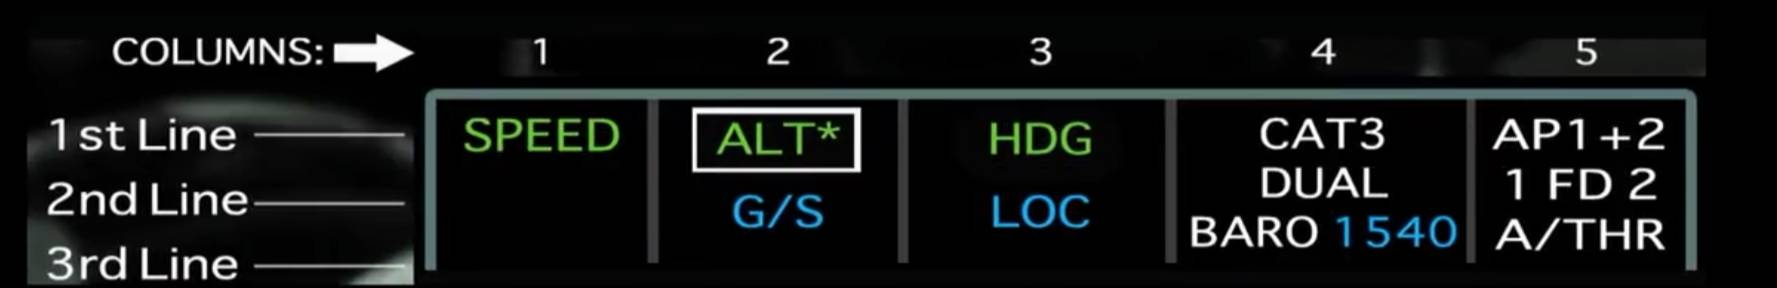 COLUMNS: 1 2 3 4 5
1st Line SPEED ALT* HDG CAT3 AP1+2
DUAL 1 FD 2
2nd Line G/S LOC
BARO 1540 A/THR
3rd Line